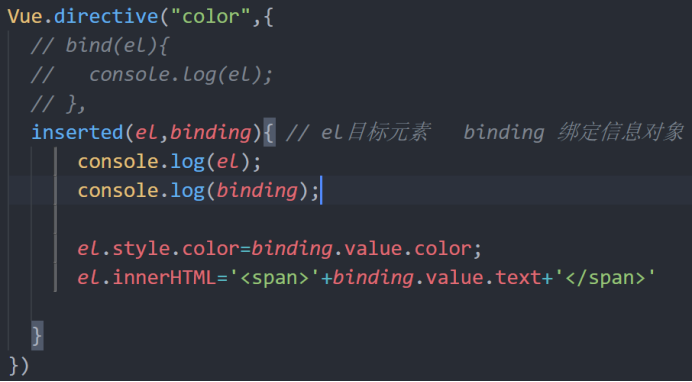 Vue.directive("color",{
// bind(el){
//   console.log(el);
// },
inserted(el,binding){ // el目标元素   binding 绑定信息对象
console.log(el);
console.log(binding);
el.style.color=binding.value.color;
el.innerHTML='<span>'+binding.value.text+'</span>'
}
})